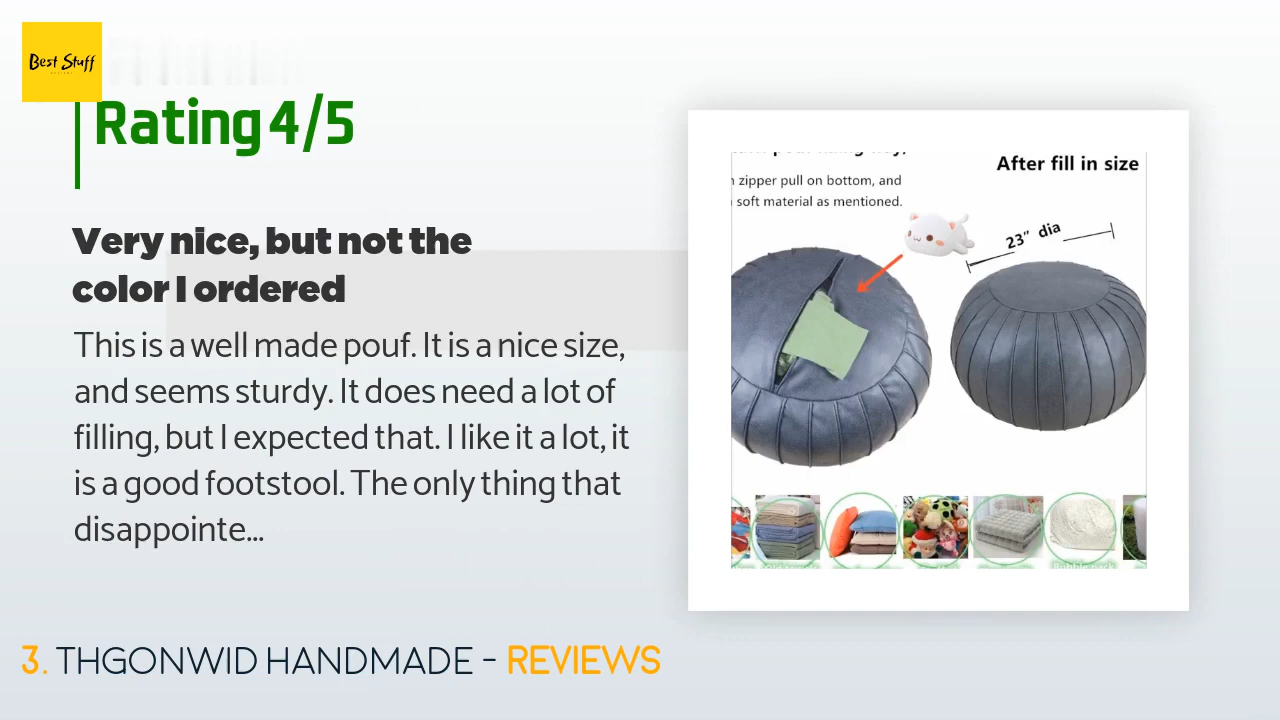 Best Stuff
Rating 4/5
Very nice, but not the
color I ordered
This is a well made pouf. It is a nice size,
and seems sturdy. It does need a lot of
filling, but I expected that. I like it a lot, it
is a good footstool. The only thing that
disappointe...
After fill in size
zipper pull on bottom, and
soft material as mentioned.
23" dia
Bubble pack
3. THGONWID HANDMADE - REVIEWS